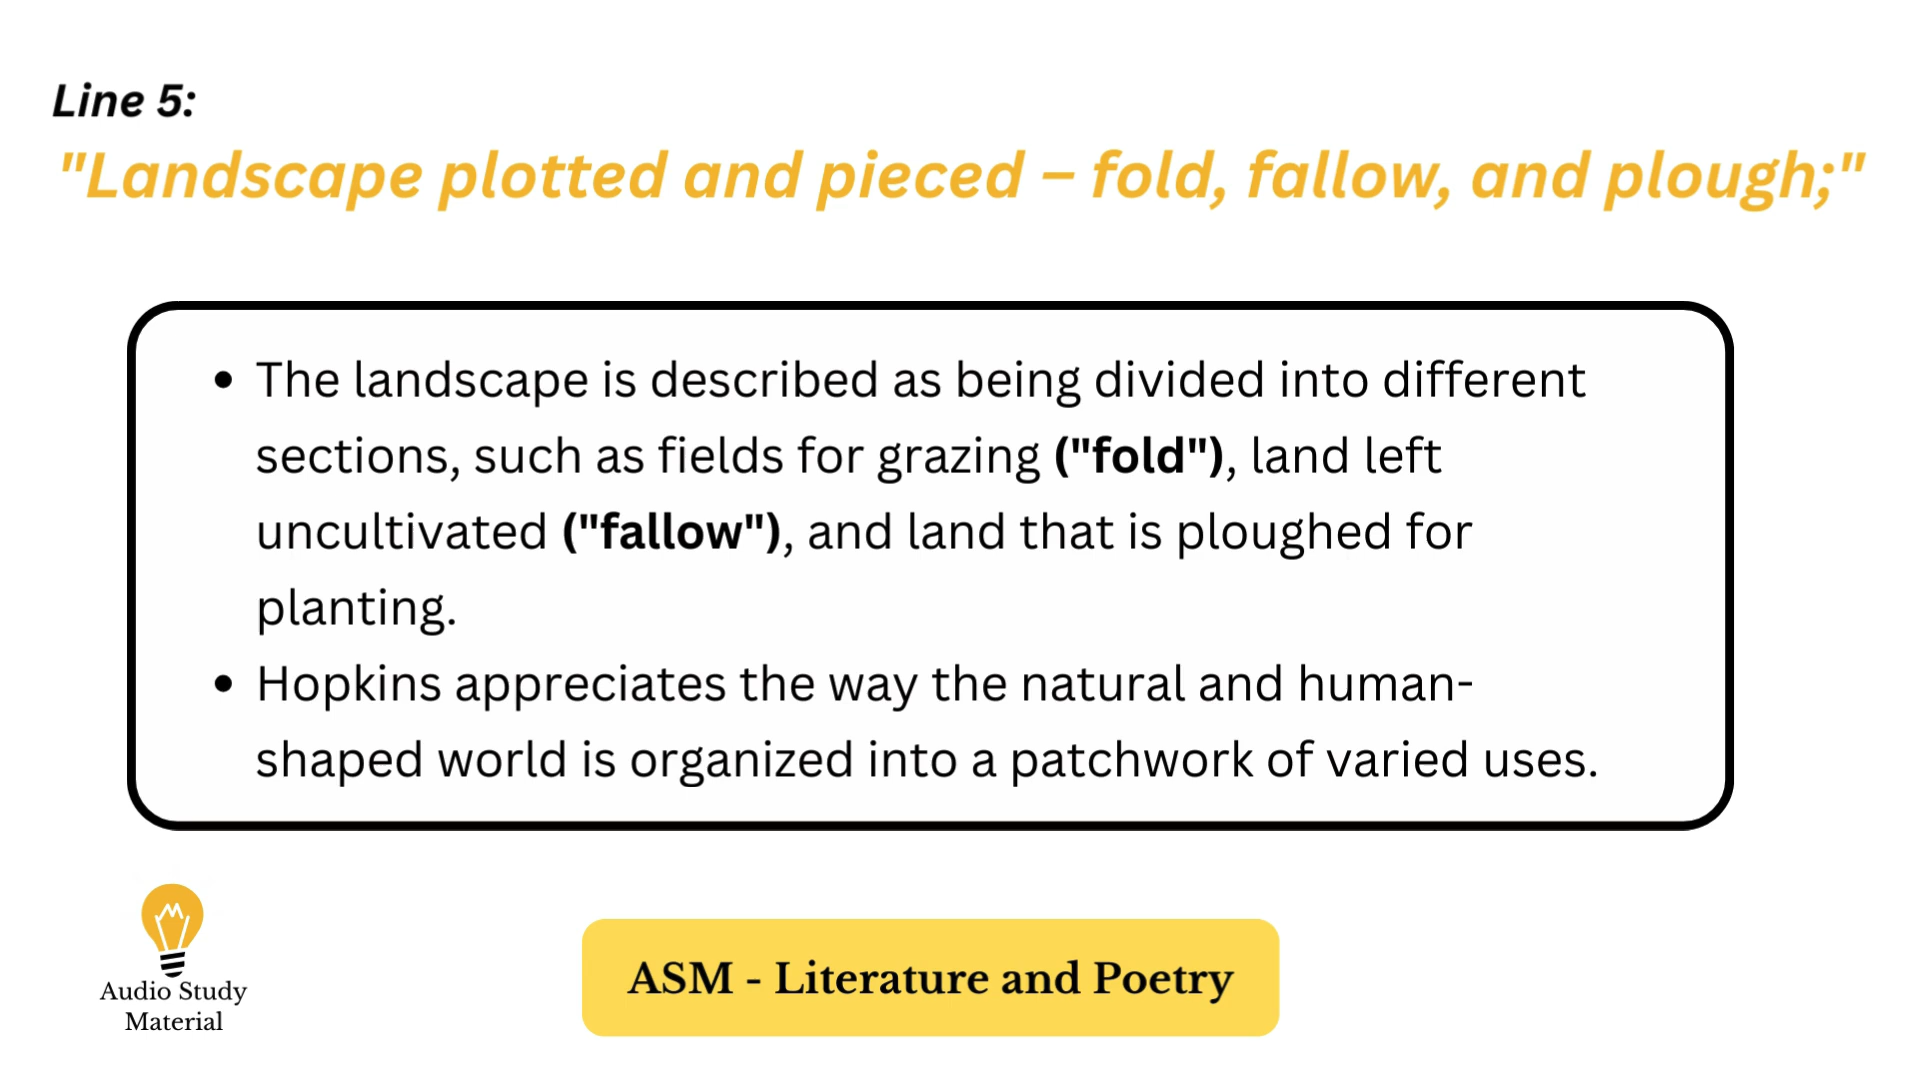 Line 5:
"Landscape plotted and pieced – fold, fallow, and plough;"
• The landscape is described as being divided into different
sections, such as fields for grazing ("fold"), land left
uncultivated ("fallow"), and land that is ploughed for
planting.
• Hopkins appreciates the way the natural and human-
shaped world is organized into a patchwork of varied uses.
Audio Study
Material
ASM - Literature and Poetry